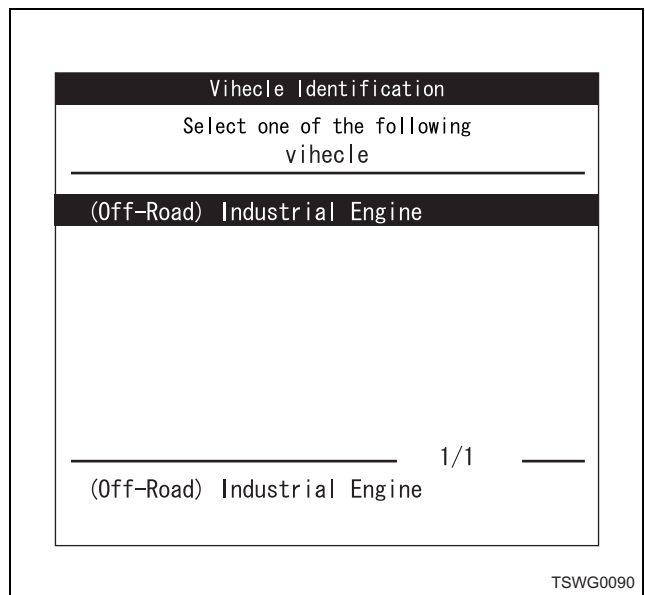 Vihecle Identification
Select one of the following
vihecle
(Off-Road) Industrial Engine
1/1
(Off-Road) Industrial Engine
TSWG0090